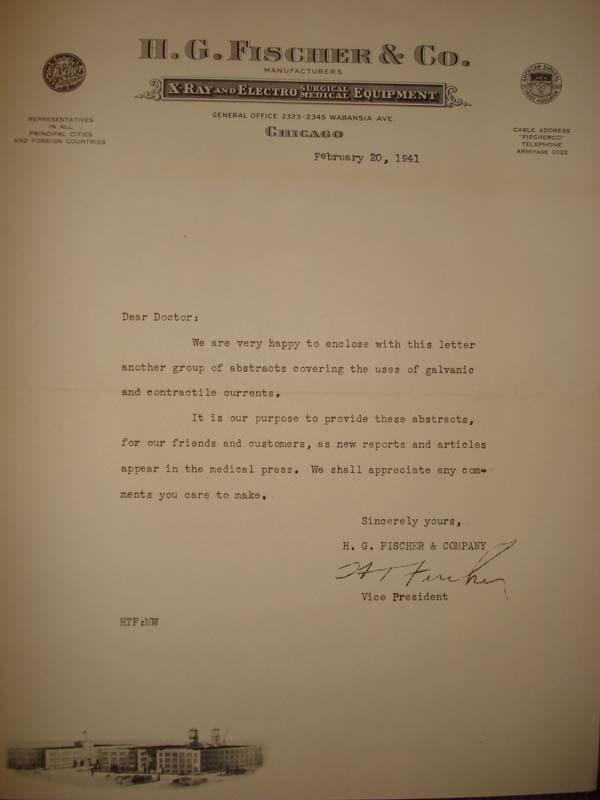 H. G. FISCHER & CO.
MANUFACTURERS
X-RAY AND ELECTRO SURGICAL MEDICAL EQUIPMENT
GENERAL OFFICE 2323-2345 WABANSIA AVE.
CHICAGO
REPRESENTATIVES
IN ALL
PRINCIPAL CITIES
AND FOREIGN COUNTRIES
AMERICAN SURGICAL
TRADE ASSOCIATION
CABLE ADDRESS
"FISCHERCO"
TELEPHONE
ARMITAGE 0322
February 20, 1941
Dear Doctor:
We are very happy to enclose with this letter
another group of abstracts covering the uses of galvanic
and contractile currents.
It is our purpose to provide these abstracts,
for our friends and customers, as new reports and articles
appear in the medical press. We shall appreciate any com-
ments you care to make.
Sincerely yours,
H. G. FISCHER & COMPANY
H T Fischer
Vice President
HTF:MW